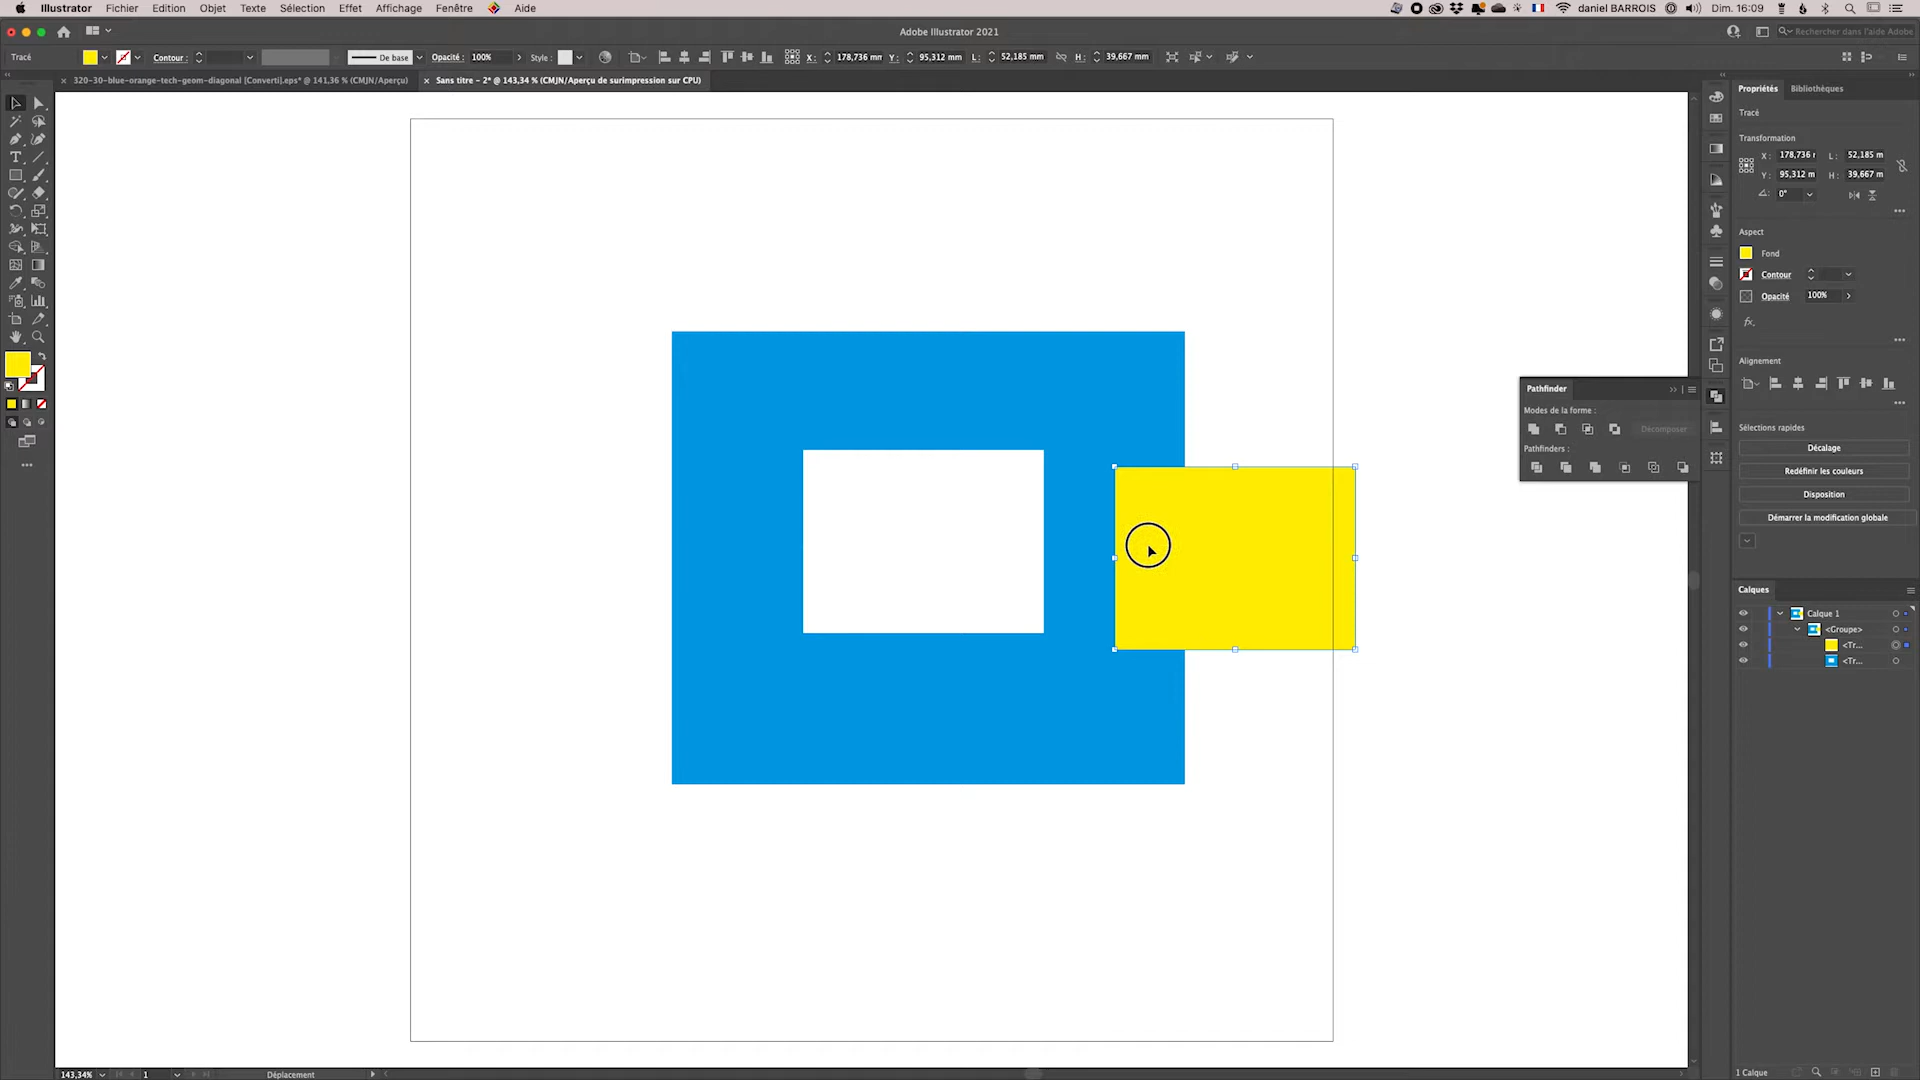 Illustrator Fichier Edition Objet Texte Sélection Effet Affichage Fenêtre Aide daniel BARROIS Dim. 16:09
Adobe Illustrator 2021 Rechercher dans l'aide Adobe
Tracé Contour : De base Opacité : 100% Style : X : 178,736 mm Y : 95,312 mm L : 52,185 mm H : 39,667 mm
× 320-30-blue-orange-tech-geom-diagonal [Converti].eps* @ 141,36 % (CMJN/Aperçu) × Sans titre – 2* @ 143,34 % (CMJN/Aperçu de surimpression sur CPU)
Propriétés Bibliothèques
Tracé
Transformation
X : 178,736 L : 52,185 m
Y : 95,312 m H : 39,667 m
0°
Aspect
Fond
Contour
Opacité 100%
fx.
Alignement
Pathfinder
Modes de la forme :
Décomposer
Pathfinders :
Sélections rapides
Décalage
Redéfinir les couleurs
Disposition
Démarrer la modification globale
Calques
Calque 1
<Groupe>
<Tr...
<Tr...
143,34% 1 Déplacement 1 Calque